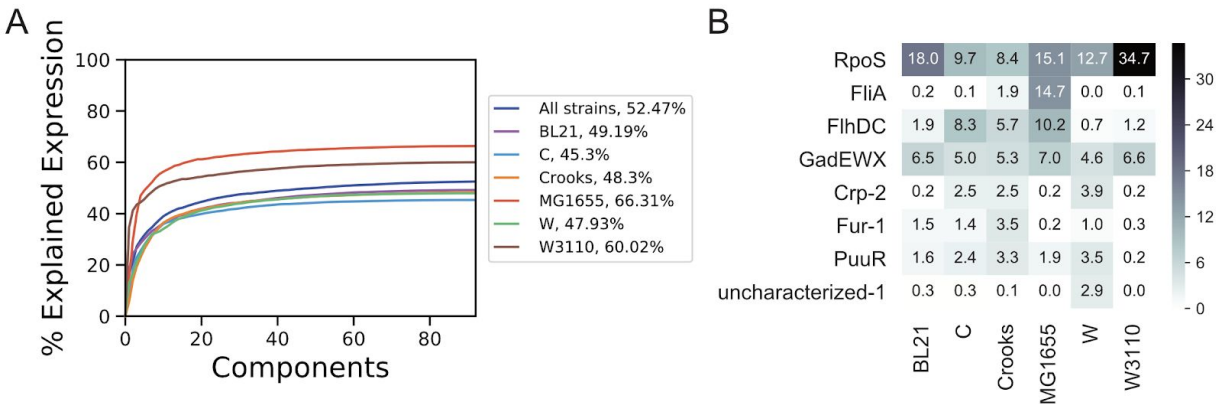 A
% Explained Expression
100
80
60
40
20
0
0 20 40 60 80
Components
All strains, 52.47%
BL21, 49.19%
C, 45.3%
Crooks, 48.3%
MG1655, 66.31%
W, 47.93%
W3110, 60.02%
B
RpoS 18.0 9.7 8.4 15.1 12.7 34.7
FliA 0.2 0.1 1.9 14.7 0.0 0.1
FlhDC 1.9 8.3 5.7 10.2 0.7 1.2
GadEWX 6.5 5.0 5.3 7.0 4.6 6.6
Crp-2 0.2 2.5 2.5 0.2 3.9 0.2
Fur-1 1.5 1.4 3.5 0.2 1.0 0.3
PuuR 1.6 2.4 3.3 1.9 3.5 0.2
uncharacterized-1 0.3 0.3 0.1 0.0 2.9 0.0
BL21 C Crooks MG1655 W W3110
30
24
18
12
6
0